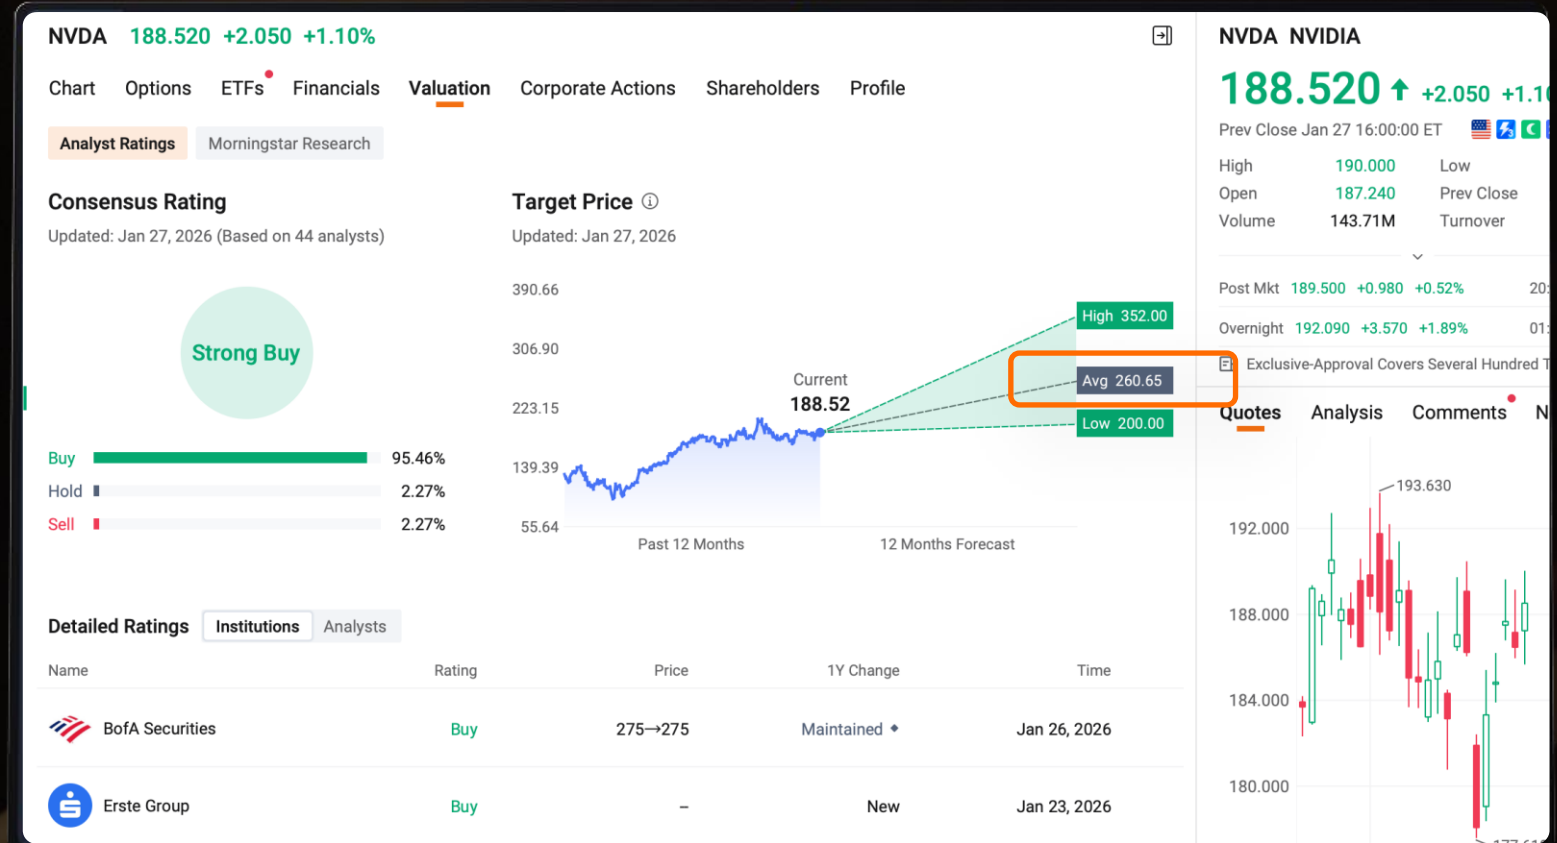 NVDA 188.520 +2.050 +1.10%
Chart Options ETFs Financials Valuation Corporate Actions Shareholders Profile
Analyst Ratings Morningstar Research
Consensus Rating
Updated: Jan 27, 2026 (Based on 44 analysts)
Strong Buy
Buy 95.46%
Hold 2.27%
Sell 2.27%
Target Price
Updated: Jan 27, 2026
390.66
306.90
223.15
139.39
55.64
Current
188.52
High 352.00
Avg 260.65
Low 200.00
Past 12 Months 12 Months Forecast
Detailed Ratings Institutions Analysts
Name Rating Price 1Y Change Time
BofA Securities Buy 275→275 Maintained Jan 26, 2026
Erste Group Buy – New Jan 23, 2026
NVDA NVIDIA
188.520 +2.050 +1.1
Prev Close Jan 27 16:00:00 ET
High 190.000 Low
Open 187.240 Prev Close
Volume 143.71M Turnover
Post Mkt 189.500 +0.980 +0.52% 20:
Overnight 192.090 +3.570 +1.89% 01:
Exclusive-Approval Covers Several Hundred T
Quotes Analysis Comments N
193.630
192.000
188.000
184.000
180.000